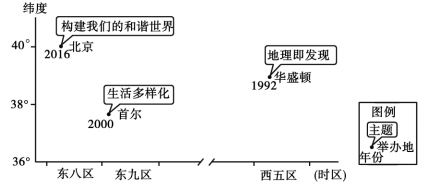 纬度
构建我们的和谐世界
40°
2016 北京
地理即发现
1992 华盛顿
生活多样化
38°
2000 首尔
图例
主题
举办地
年份
36°
东八区 东九区 西五区 (时区)